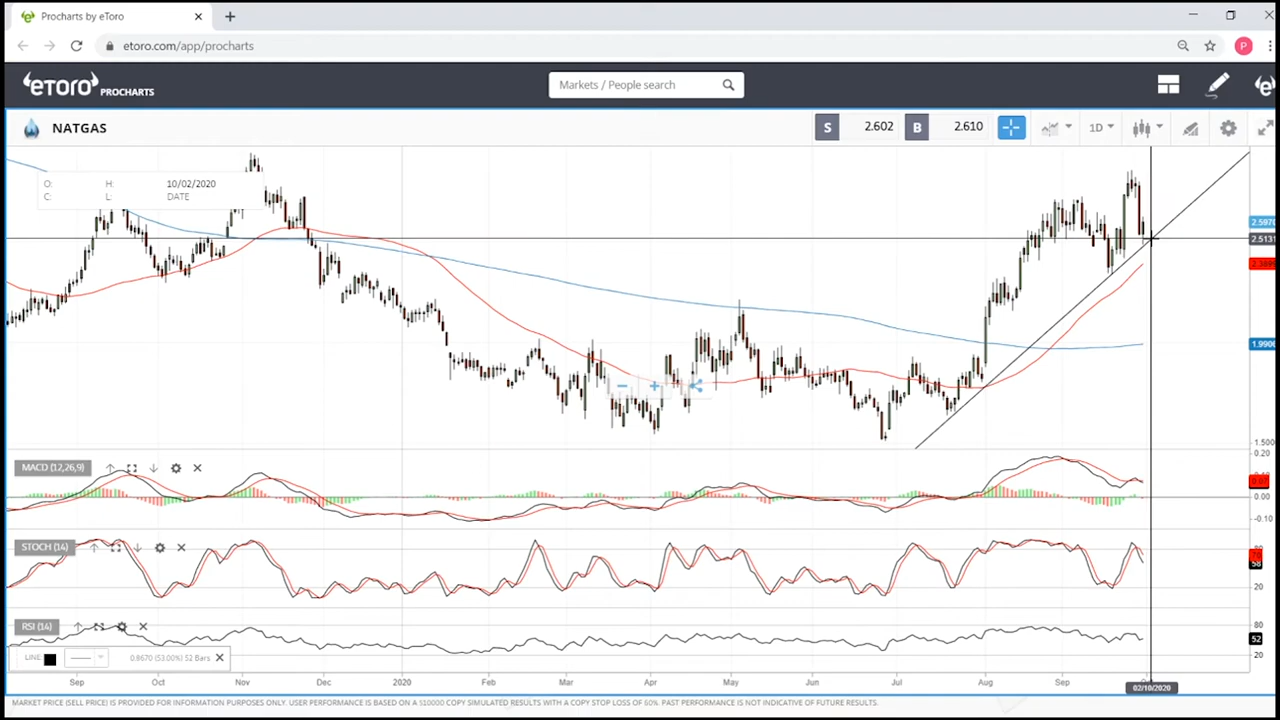 Procharts by eToro
etoro.com/app/procharts
P
eToro PROCHARTS
Markets / People search
NATGAS
S 2.602 B 2.610
1D
O: H: 10/02/2020
C: L: DATE
2.5970
2.5131
1.9906
1.5000
MACD (12,26,9)
0.20
0.07
0.00
-0.10
STOCH (14)
80
58
20
RSI (14)
80
52
20
LINE: 0.8670 (53.00%) 52 Bars
Sep Oct Nov Dec 2020 Feb Mar Apr May Jun Jul Aug Sep
02/10/2020
MARKET PRICE (SELL PRICE) IS PROVIDED FOR INFORMATION PURPOSES ONLY. USER PERFORMANCE IS BASED ON A $10000 COPY SIMULATED RESULTS WITH A COPY STOP LOSS OF 60%. PAST PERFORMANCE IS NOT INDICATIVE OF FUTURE RESULTS.